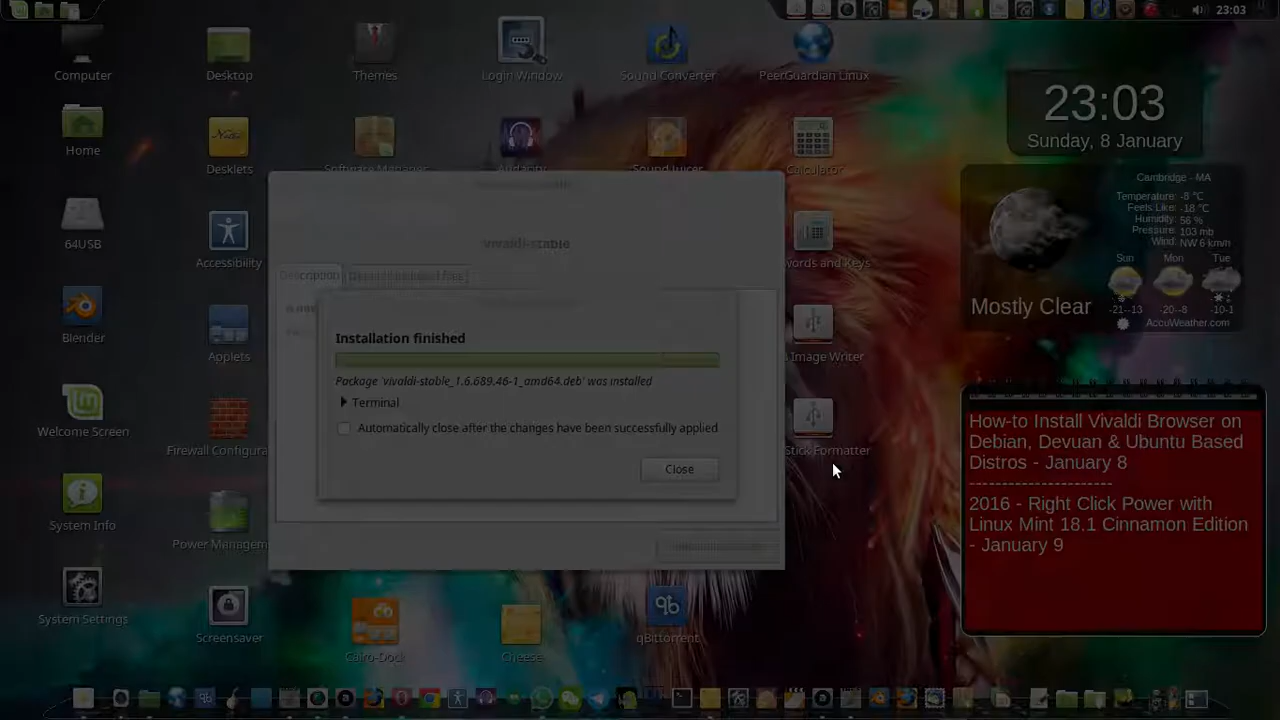 23:03
Computer
Desktop
Themes
Login Window
Sound Converter
PeerGuardian Linux
23:03
Sunday, 8 January
Home
Desklets
Software Manager
Audacity
Sound Juicer
Calculator
Cambridge - MA
Temperature: -8 °C
Feels Like: -18 °C
Humidity: 56 %
Pressure: 103 mb
Wind: NW 6 km/h
Sun Mon Tue
-21--13 -20--8 -10-1
Mostly Clear
AccuWeather.com
64USB
Accessibility
vivaldi-stable
words and Keys
Description
Blender
Applets
Image Writer
Installation finished
Package 'vivaldi-stable_1.6.689.46-1_amd64.deb' was installed
Terminal
Automatically close after the changes have been successfully applied
Close
Welcome Screen
Firewall Configura
Stick Formatter
How-to Install Vivaldi Browser on
Debian, Devuan & Ubuntu Based
Distros - January 8
----------------------
2016 - Right Click Power with
Linux Mint 18.1 Cinnamon Edition
- January 9
System Info
Power Managem
System Settings
Screensaver
Cairo-Dock
Cheese
qBittorrent